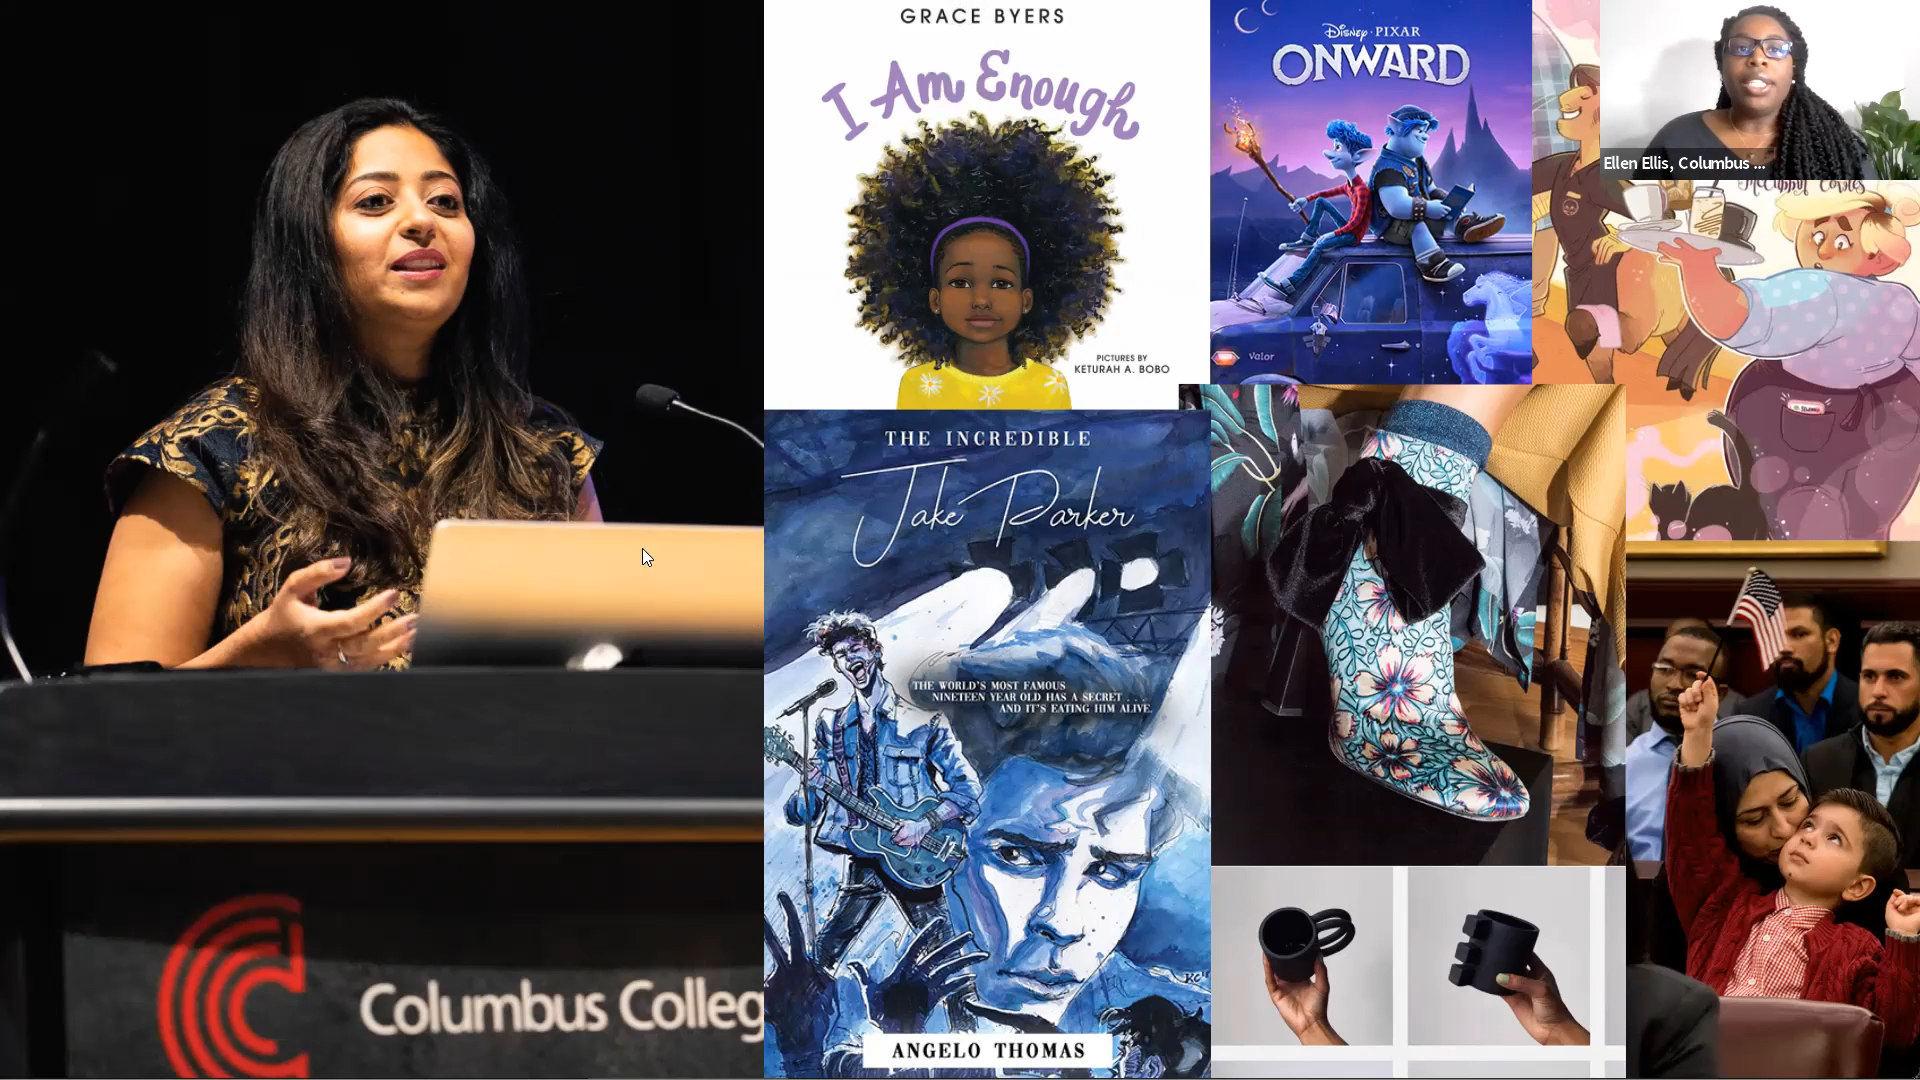 GRACE BYERS
I Am Enough
PICTURES BY
KETURAH A. BOBO
Disney · PIXAR
ONWARD
Valor
Ellen Ellis, Columbus ...
THE INCREDIBLE
Jake Parker
THE WORLD'S MOST FAMOUS
NINETEEN YEAR OLD HAS A SECRET . . .
AND IT'S EATING HIM ALIVE.
ANGELO THOMAS
Columbus Colleg